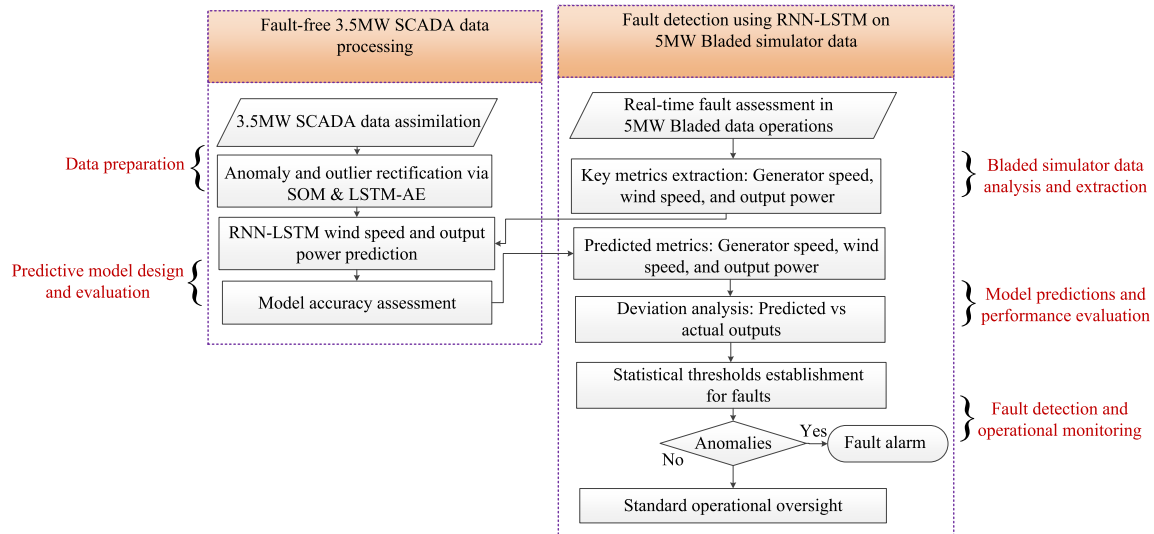 Fault-free 3.5MW SCADA data
processing
3.5MW SCADA data assimilation
Data preparation
Anomaly and outlier rectification via
SOM & LSTM-AE
RNN-LSTM wind speed and output
power prediction
Predictive model design
and evaluation
Model accuracy assessment
Fault detection using RNN-LSTM on
5MW Bladed simulator data
Real-time fault assessment in
5MW Bladed data operations
Key metrics extraction: Generator speed,
wind speed, and output power
Bladed simulator data
analysis and extraction
Predicted metrics: Generator speed, wind
speed, and output power
Deviation analysis: Predicted vs
actual outputs
Model predictions and
performance evaluation
Statistical thresholds establishment
for faults
Anomalies
Yes
Fault alarm
No
Fault detection and
operational monitoring
Standard operational oversight